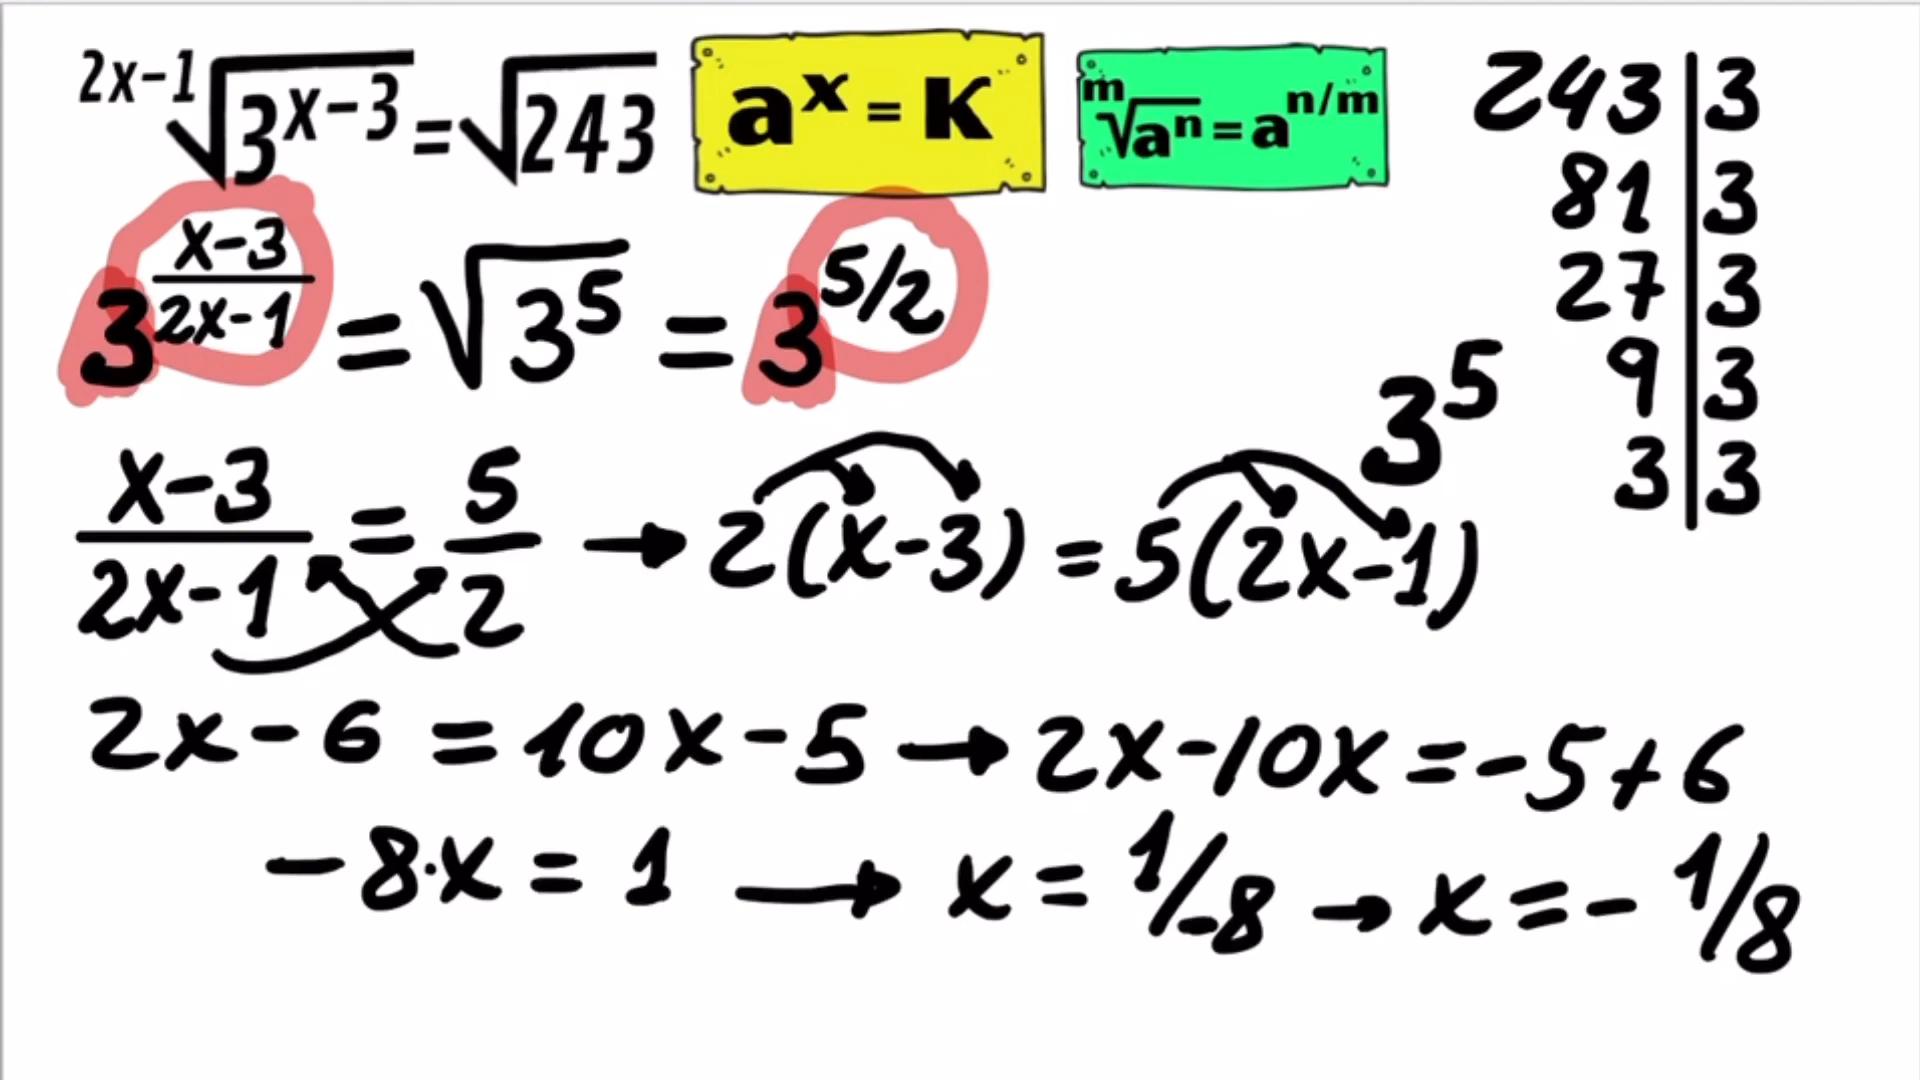 2x-1√3^(x-3) = √243
a^x = K
m√a^n = a^(n/m)
243 | 3
81 | 3
27 | 3
9 | 3
3 | 3
3^5
3^((x-3)/(2x-1)) = √3^5 = 3^(5/2)
(x-3)/(2x-1) = 5/2 → 2(x-3) = 5(2x-1)
2x-6 = 10x-5 → 2x-10x = -5+6
-8·x = 1 → x = 1/-8 → x = -1/8